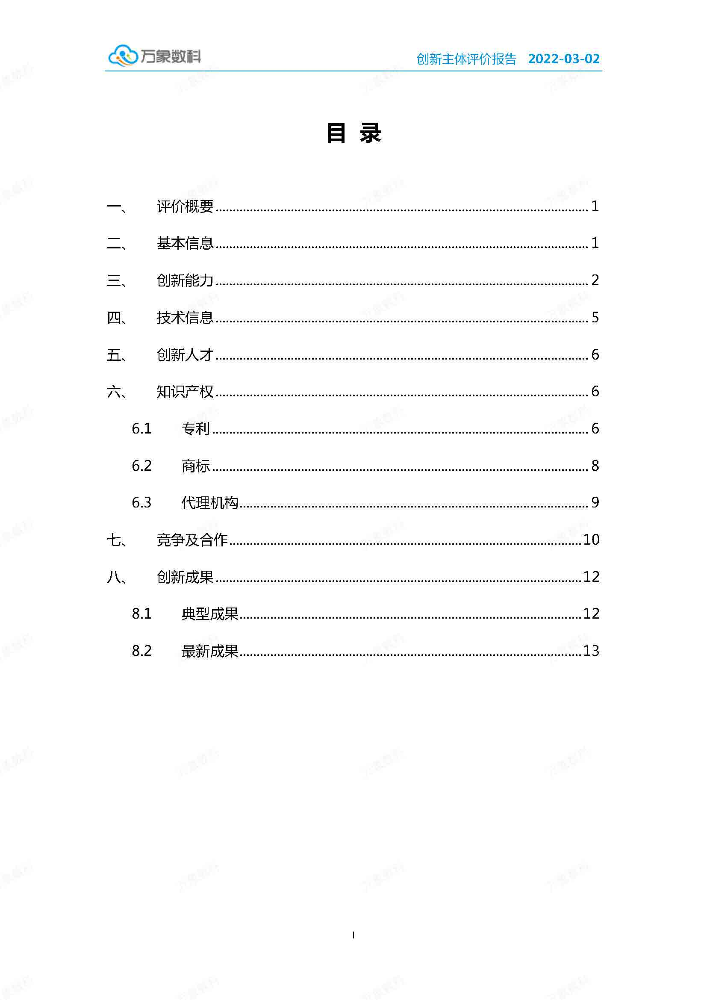 万象数科
创新主体评价报告 2022-03-02
目 录
一、 评价概要 1
二、 基本信息 1
三、 创新能力 2
四、 技术信息 5
五、 创新人才 6
六、 知识产权 6
6.1 专利 6
6.2 商标 8
6.3 代理机构 9
七、 竞争及合作 10
八、 创新成果 12
8.1 典型成果 12
8.2 最新成果 13
I